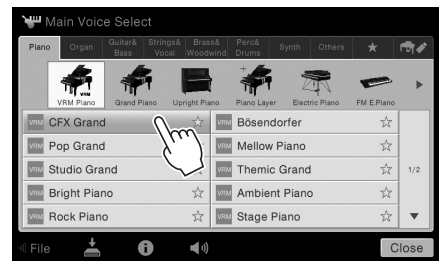 Main Voice Select
Piano Organ Guitar& Bass Strings& Vocal Brass& Woodwind Perc& Drums Synth Others
VRM
VRM Piano Grand Piano Upright Piano Piano Layer Electric Piano FM E.Piano
VRM CFX Grand VRM Bösendorfer
VRM Pop Grand VRM Mellow Piano
VRM Studio Grand VRM Themic Grand 1/2
VRM Bright Piano VRM Ambient Piano
VRM Rock Piano VRM Stage Piano
File Close